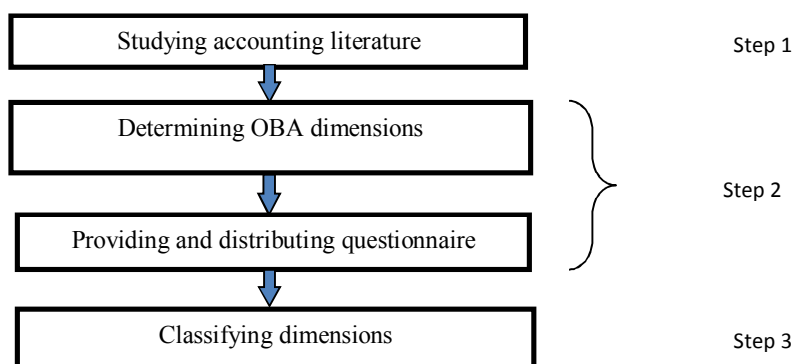 Studying accounting literature
Step 1
Determining OBA dimensions
Step 2
Providing and distributing questionnaire
Classifying dimensions
Step 3